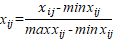 x_ij = (x_ij - minx_ij) / (maxx_ij - minx_ij)